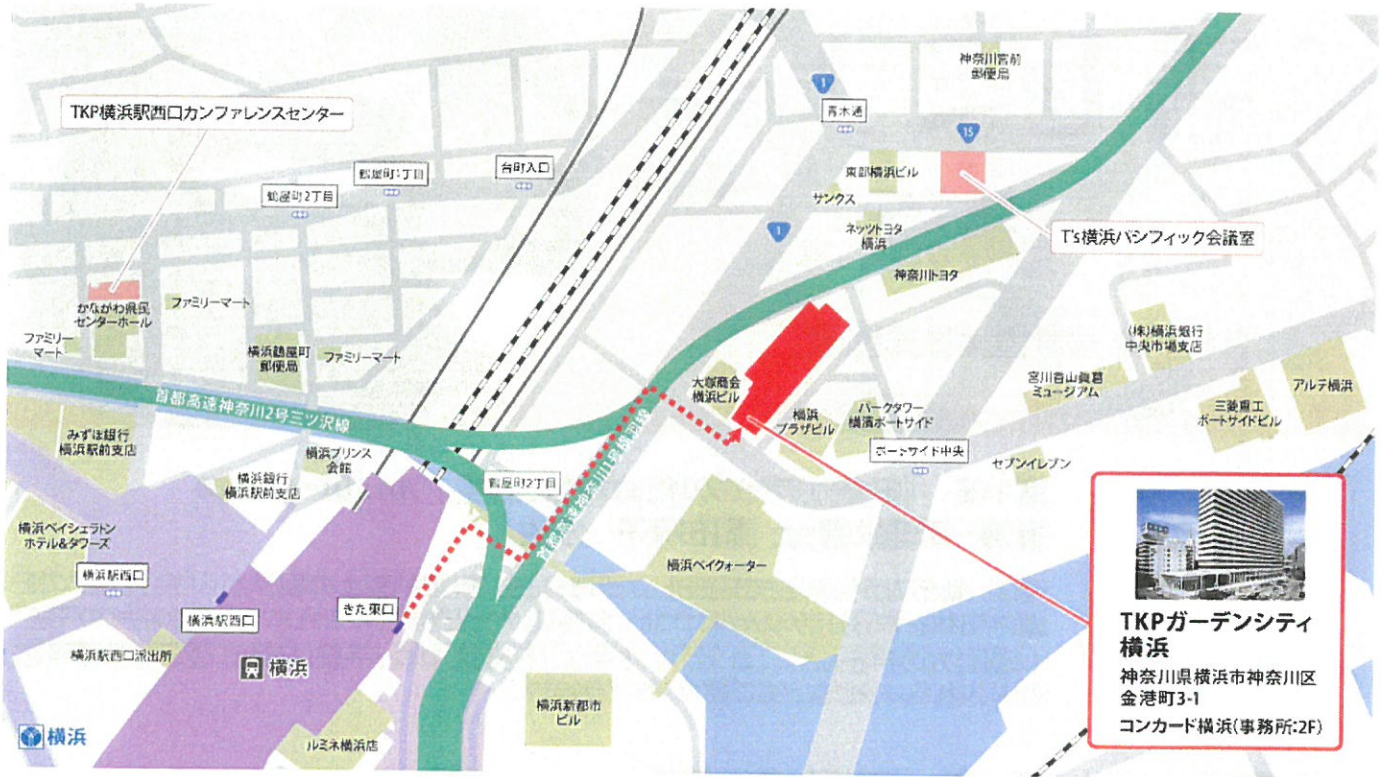 神奈川宮前
郵便局
1
TKP横浜駅西口カンファレンスセンター
青木通
15
台町入口
鶴屋町1丁目
鶴屋町2丁目
東部横浜ビル
サンクス
1
ネッツトヨタ
横浜
T's横浜パシフィック会議室
神奈川トヨタ
かながわ県民
センターホール
ファミリーマート
ファミリー
マート
横浜鶴屋町
郵便局
ファミリーマート
(株)横浜銀行
中央市場支店
首都高速神奈川2号三ツ沢線
大塚商会
横浜ビル
宮川香山眞葛
ミュージアム
アルテ横浜
横浜
プラザビル
パークタワー
横濱ポートサイド
三菱重工
ポートサイドビル
みずほ銀行
横浜駅前支店
横浜プリンス
会館
ポートサイド中央
セブンイレブン
横浜銀行
横浜駅前支店
鶴屋町2丁目
首都高速神奈川1号横羽線
横浜ベイシェラトン
ホテル&タワーズ
横浜駅西口
横浜ベイクォーター
きた東口
横浜駅西口
横浜駅西口派出所
横浜
TKPガーデンシティ
横浜
神奈川県横浜市神奈川区
金港町3-1
コンカード横浜(事務所:2F)
横浜新都市
ビル
ルミネ横浜店
横浜